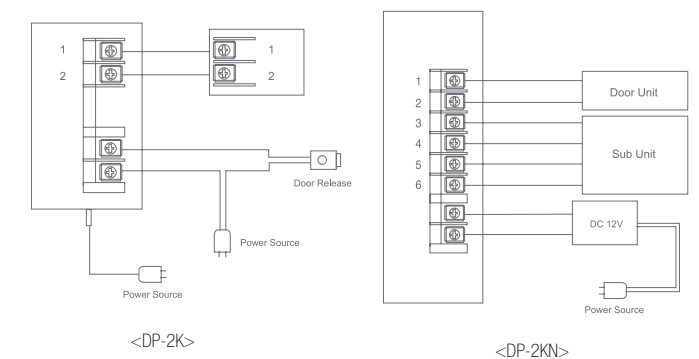 1
2
1
2
Door Release
Power Source
Power Source
<DP-2K>
1
2
3
4
5
6
Door Unit
Sub Unit
DC 12V
Power Source
<DP-2KN>